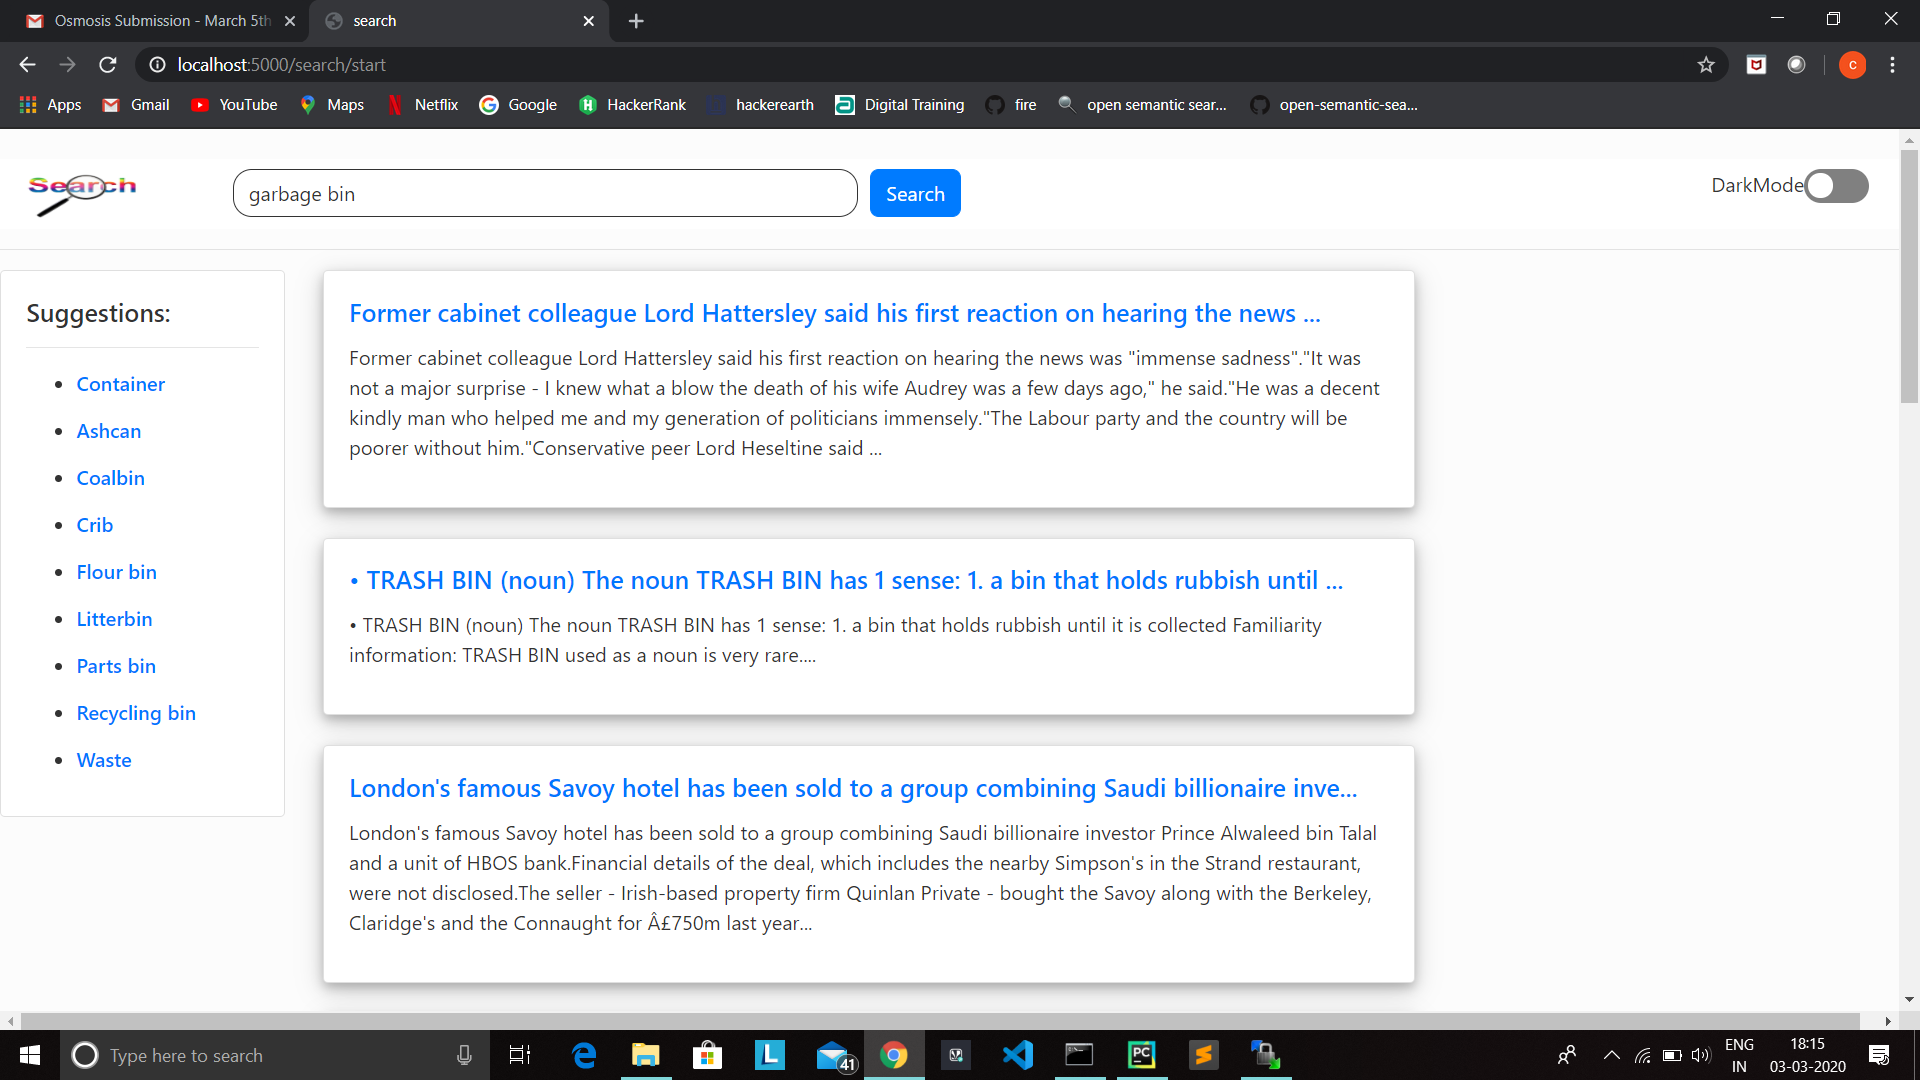 Osmosis Submission - March 5th
search
localhost:5000/search/start
c
Apps
Gmail
YouTube
Maps
Netflix
Google
HackerRank
hackerearth
Digital Training
fire
open semantic sear...
open-semantic-sea...
Search
garbage bin
Search
DarkMode
Suggestions:
• Container
• Ashcan
• Coalbin
• Crib
• Flour bin
• Litterbin
• Parts bin
• Recycling bin
• Waste
Former cabinet colleague Lord Hattersley said his first reaction on hearing the news ...
Former cabinet colleague Lord Hattersley said his first reaction on hearing the news was "immense sadness"."It was
not a major surprise - I knew what a blow the death of his wife Audrey was a few days ago," he said."He was a decent
kindly man who helped me and my generation of politicians immensely."The Labour party and the country will be
poorer without him."Conservative peer Lord Heseltine said ...
• TRASH BIN (noun) The noun TRASH BIN has 1 sense: 1. a bin that holds rubbish until ...
• TRASH BIN (noun) The noun TRASH BIN has 1 sense: 1. a bin that holds rubbish until it is collected Familiarity
information: TRASH BIN used as a noun is very rare....
London's famous Savoy hotel has been sold to a group combining Saudi billionaire inve...
London's famous Savoy hotel has been sold to a group combining Saudi billionaire investor Prince Alwaleed bin Talal
and a unit of HBOS bank.Financial details of the deal, which includes the nearby Simpson's in the Strand restaurant,
were not disclosed.The seller - Irish-based property firm Quinlan Private - bought the Savoy along with the Berkeley,
Claridge's and the Connaught for Â£750m last year...
Type here to search
L
41
PC
ENG
IN
18:15
03-03-2020